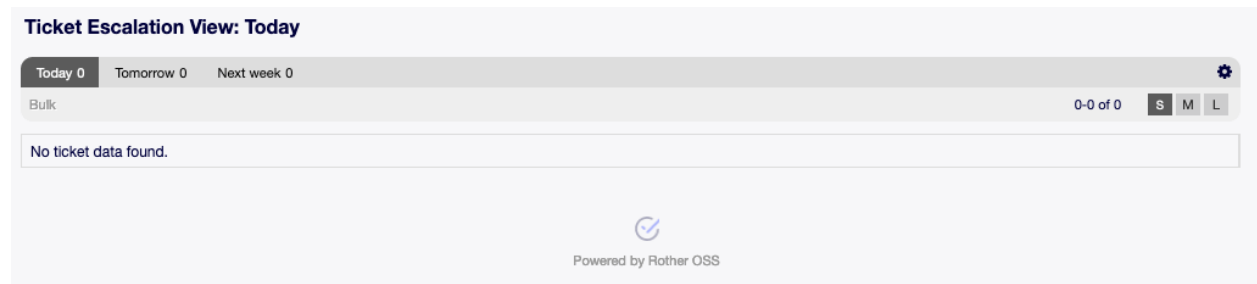 Ticket Escalation View: Today
Today 0 Tomorrow 0 Next week 0
Bulk 0-0 of 0 S M L
No ticket data found.
Powered by Rother OSS